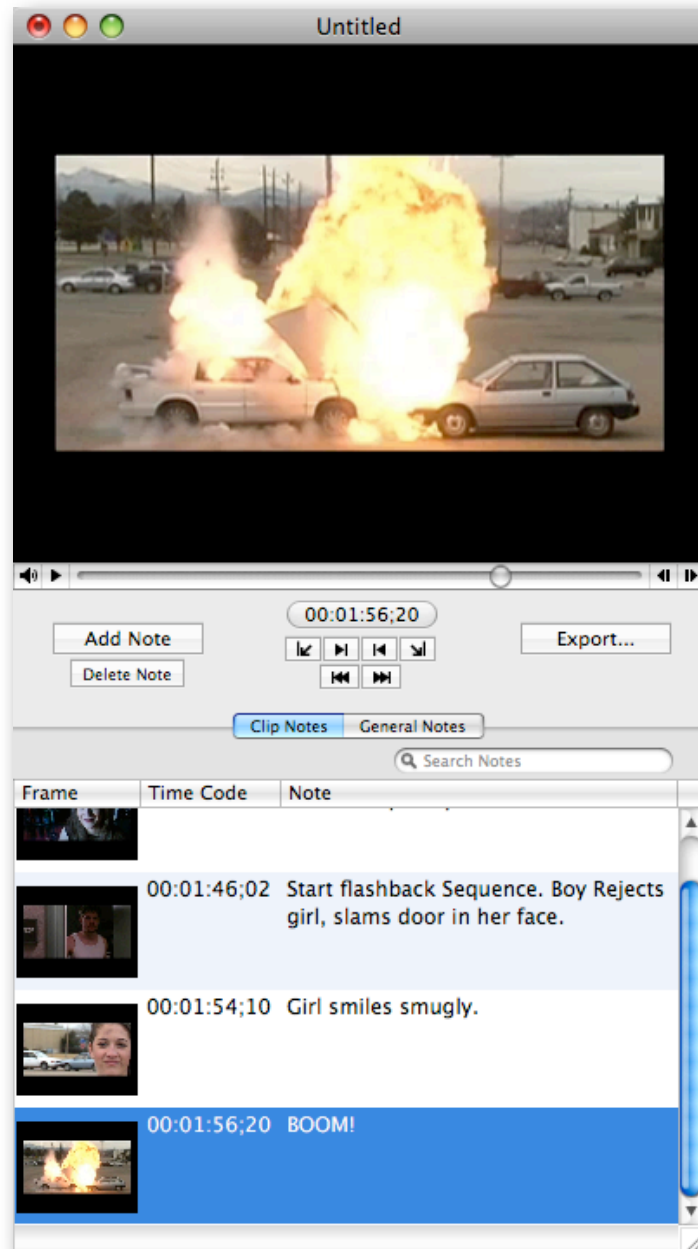 Untitled
00:01:56;20
Add Note
Export...
Delete Note
Clip Notes General Notes
Search Notes
Frame Time Code Note
00:01:46;02 Start flashback Sequence. Boy Rejects
girl, slams door in her face.
00:01:54;10 Girl smiles smugly.
00:01:56;20 BOOM!